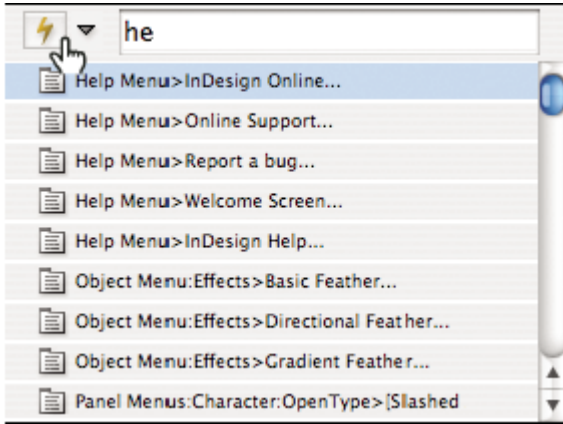 he
Help Menu>InDesign Online...
Help Menu>Online Support...
Help Menu>Report a bug...
Help Menu>Welcome Screen...
Help Menu>InDesign Help...
Object Menu:Effects>Basic Feather...
Object Menu:Effects>Directional Feather...
Object Menu:Effects>Gradient Feather...
Panel Menus:Character:OpenType>[Slashed